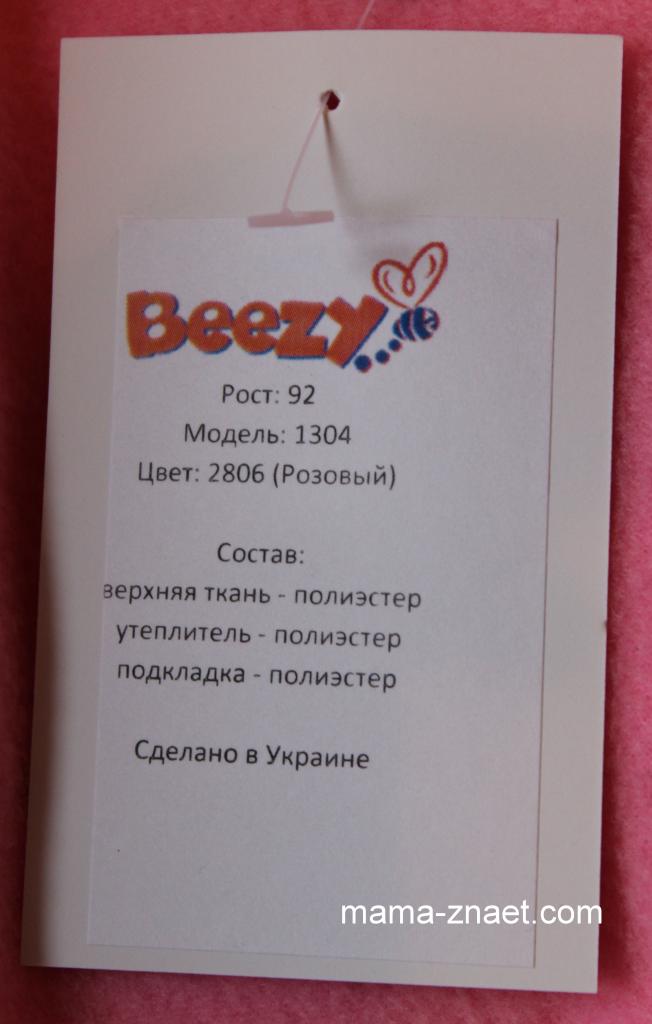 Beezy
Рост: 92
Модель: 1304
Цвет: 2806 (Розовый)
Состав:
верхняя ткань - полиэстер
утеплитель - полиэстер
подкладка - полиэстер
Сделано в Украине
mama-znaet.com